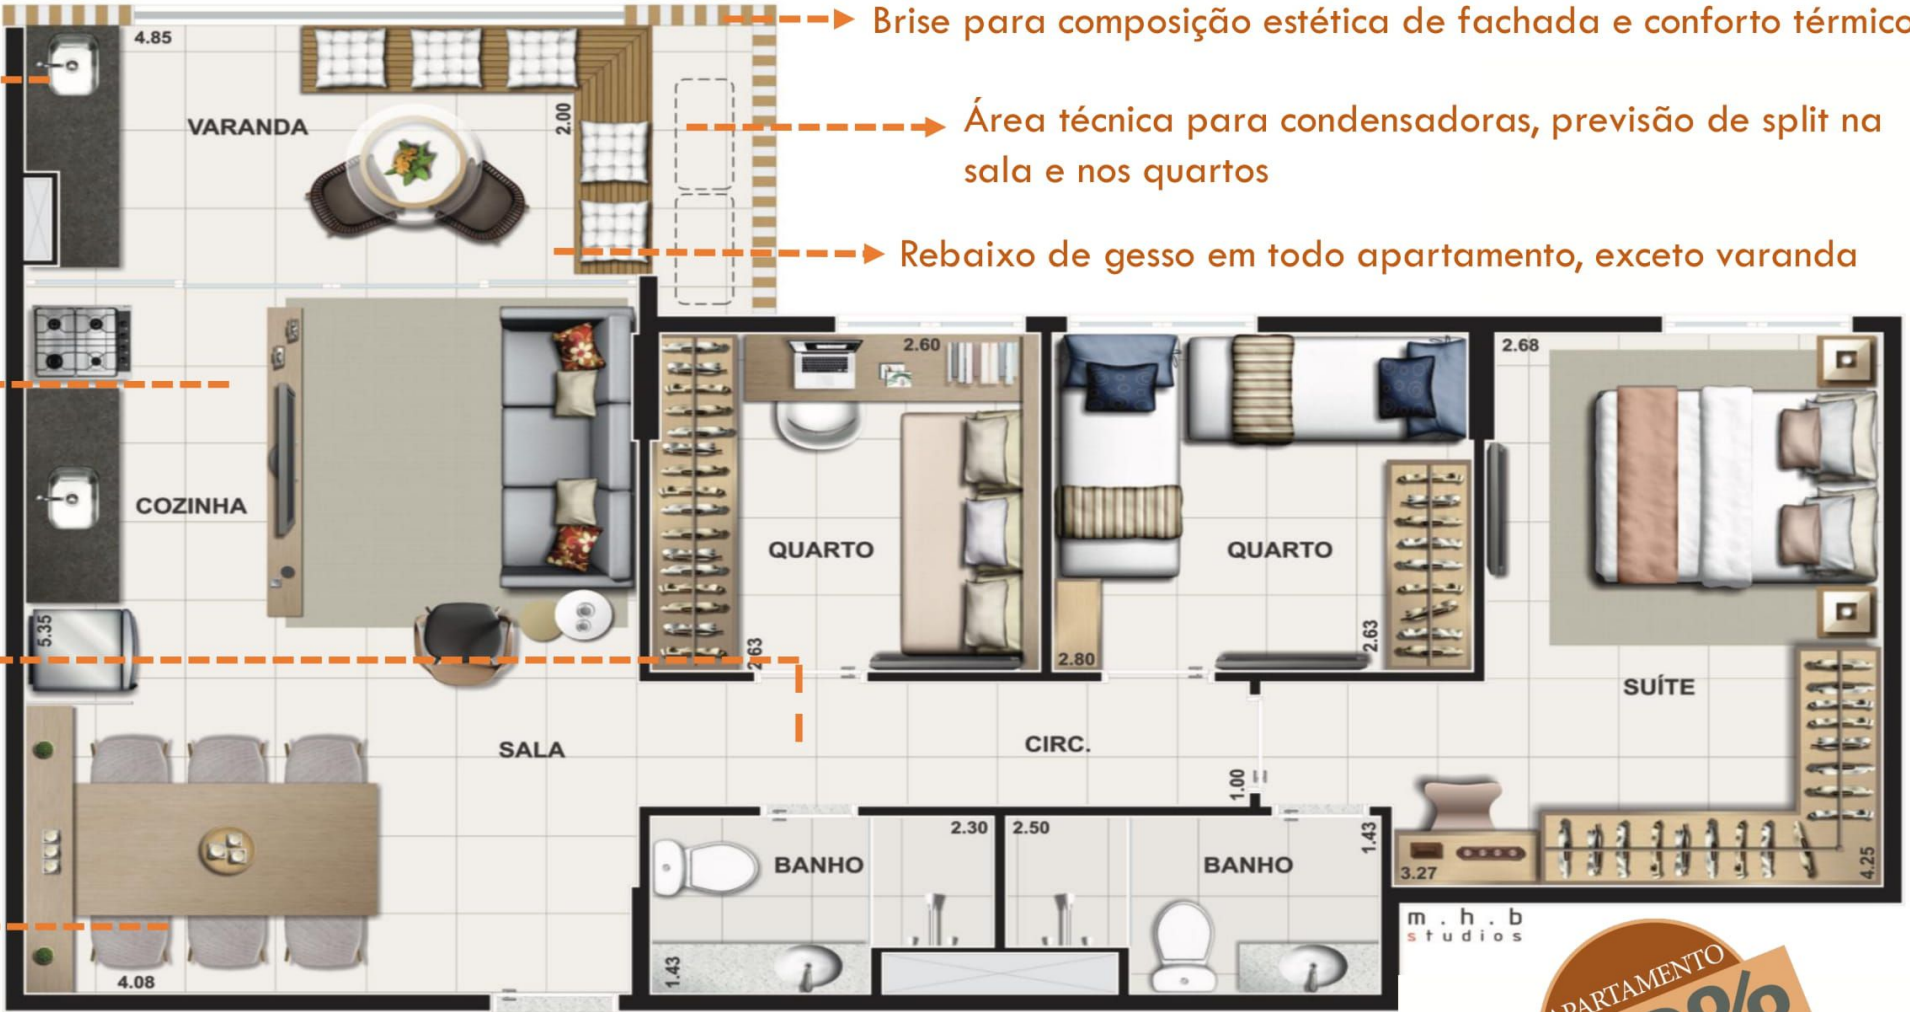 Brise para composição estética de fachada e conforto térmico
4.85
VARANDA
2.00
Área técnica para condensadoras, previsão de split na
sala e nos quartos
Rebaixo de gesso em todo apartamento, exceto varanda
2.60
2.68
COZINHA
QUARTO
QUARTO
5.35
2.63
2.80
2.63
SUÍTE
SALA
CIRC.
1.00
2.30
2.50
1.43
BANHO
BANHO
3.27
4.25
m.h.b
studios
1.43
4.08
APARTAMENTO
%